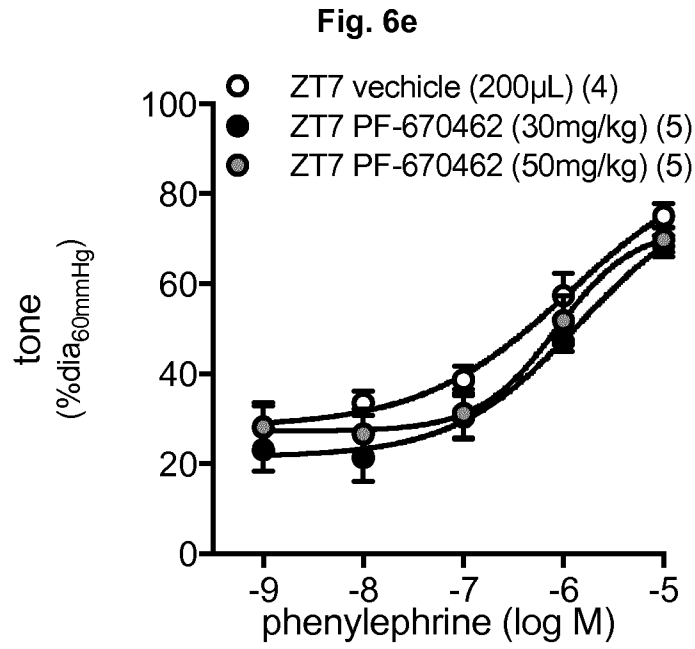 Fig. 6e
ZT7 vechicle (200µL) (4)
ZT7 PF-670462 (30mg/kg) (5)
ZT7 PF-670462 (50mg/kg) (5)
100
80
60
40
20
0
tone
(%dia60mmHg)
-9 -8 -7 -6 -5
phenylephrine (log M)